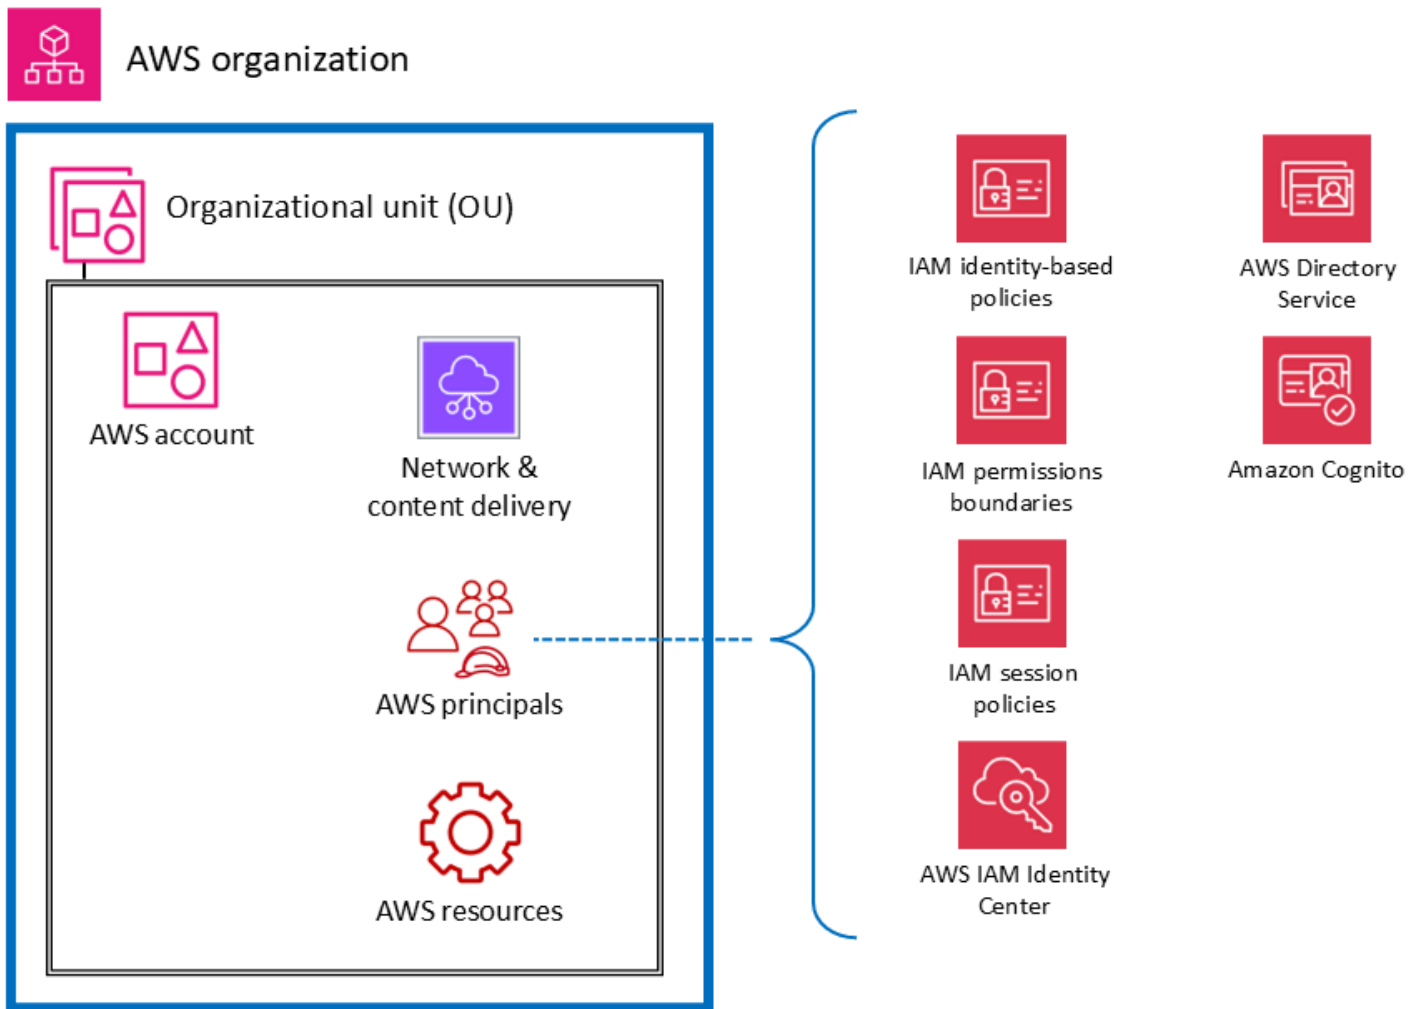 AWS organization
Organizational unit (OU)
AWS account
Network &
content delivery
AWS principals
AWS resources
IAM identity-based
policies
AWS Directory
Service
IAM permissions
boundaries
Amazon Cognito
IAM session
policies
AWS IAM Identity
Center